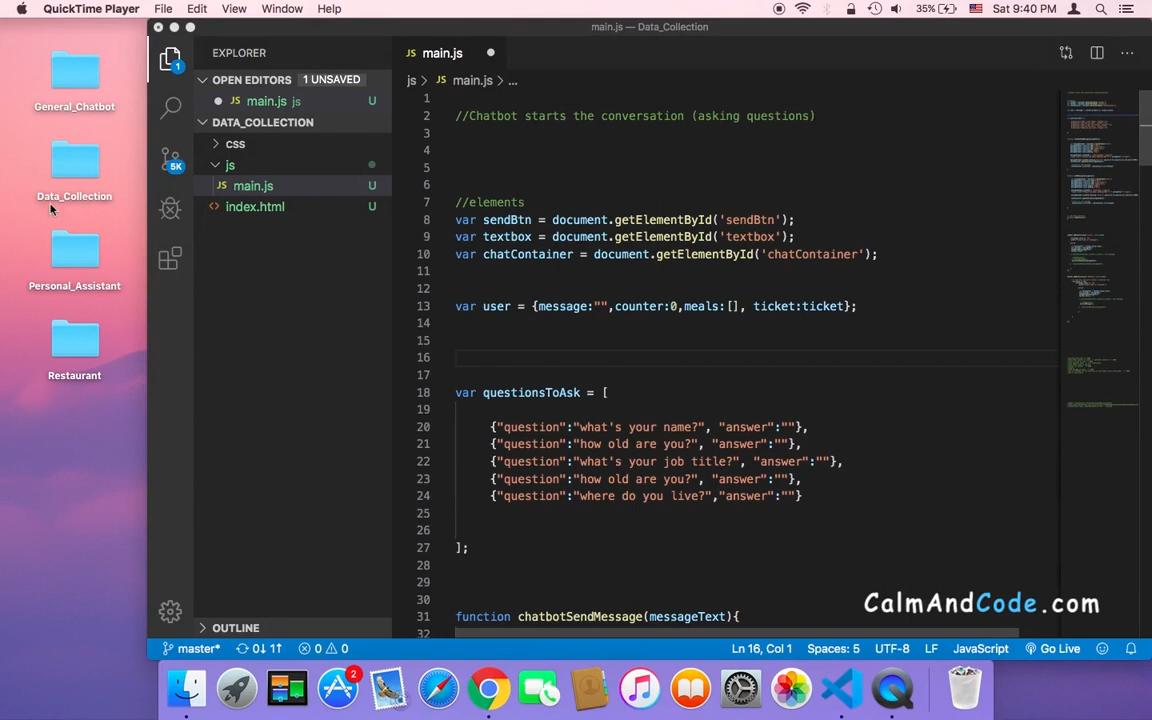 QuickTime Player File Edit View Window Help 35% Sat 9:40 PM
General_Chatbot
Data_Collection
Personal_Assistant
Restaurant
main.js — Data_Collection
EXPLORER
OPEN EDITORS 1 UNSAVED
main.js js U
DATA_COLLECTION
css
js
main.js U
index.html U
OUTLINE
1
5K
main.js
js > main.js > ...
1
2 //Chatbot starts the conversation (asking questions)
3
4
5
6
7 //elements
8 var sendBtn = document.getElementById('sendBtn');
9 var textbox = document.getElementById('textbox');
10 var chatContainer = document.getElementById('chatContainer');
11
12
13 var user = {message:"",counter:0,meals:[], ticket:ticket};
14
15
16
17
18 var questionsToAsk = [
19
20 {"question":"what's your name?", "answer":""},
21 {"question":"how old are you?", "answer":""},
22 {"question":"what's your job title?", "answer":""},
23 {"question":"how old are you?", "answer":""},
24 {"question":"where do you live?","answer":""}
25
26
27 ];
28
29
30
31 function chatbotSendMessage(messageText){
32
CalmAndCode.com
master* 0↓ 1↑ 0 0 Ln 16, Col 1 Spaces: 5 UTF-8 LF JavaScript Go Live
2